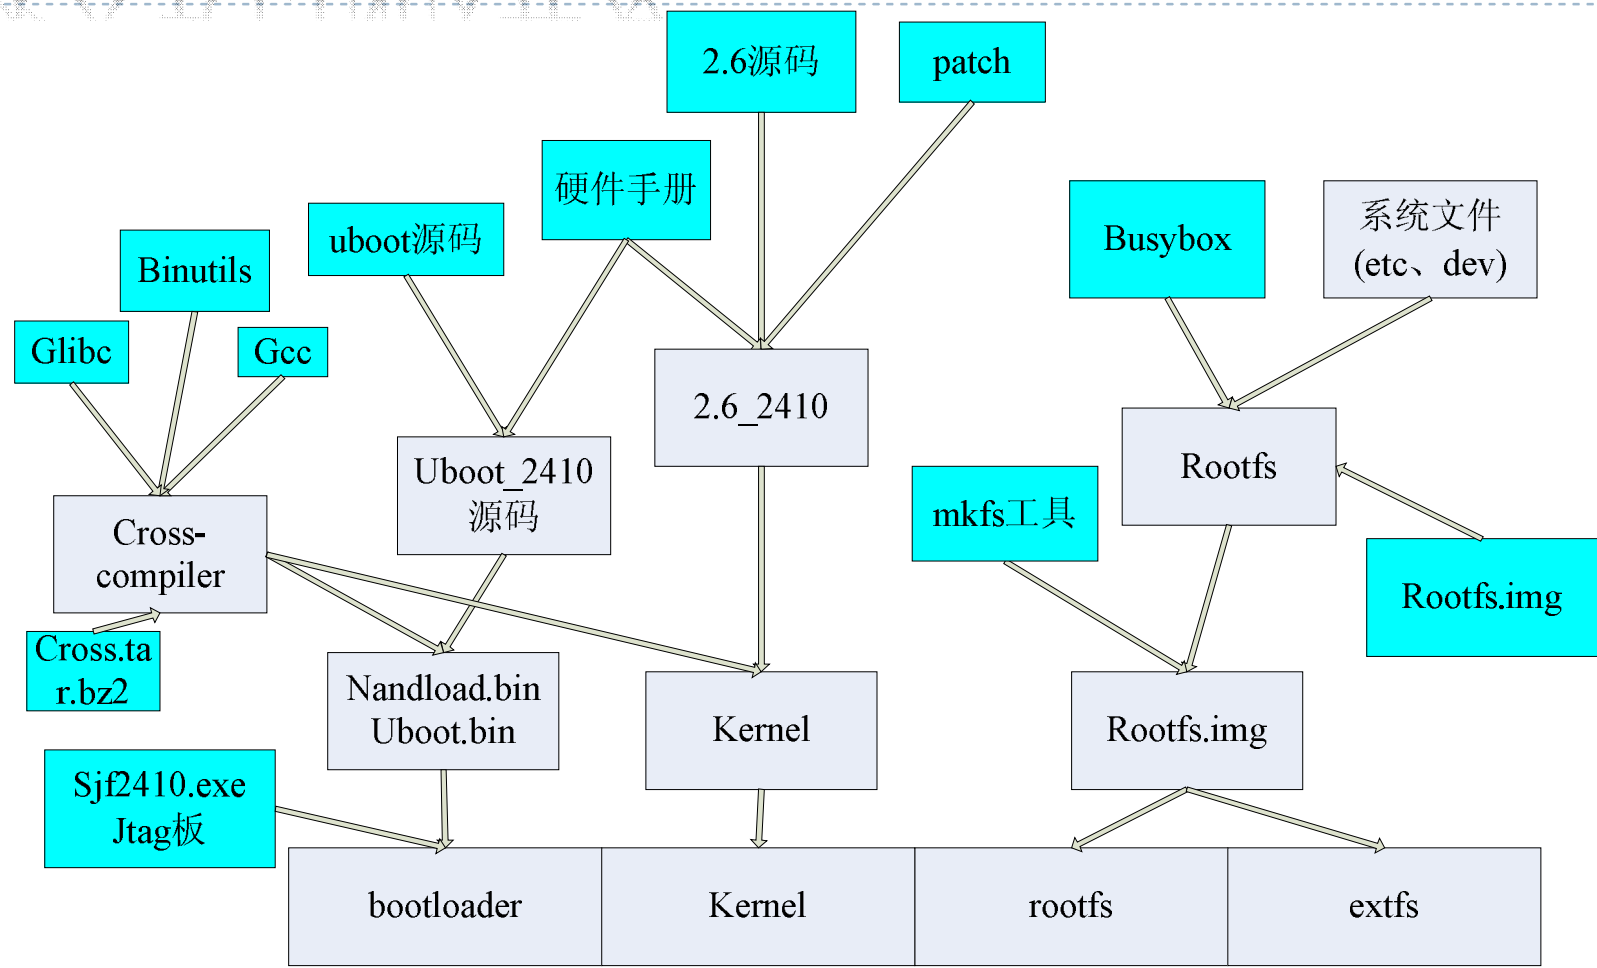 2.6源码
patch
硬件手册
uboot源码
Busybox
系统文件
(etc、dev)
Binutils
Glibc
Gcc
2.6_2410
Rootfs
Uboot_2410
源码
mkfs工具
Cross-
compiler
Rootfs.img
Cross.ta
r.bz2
Nandload.bin
Uboot.bin
Kernel
Rootfs.img
Sjf2410.exe
Jtag板
bootloader
Kernel
rootfs
extfs